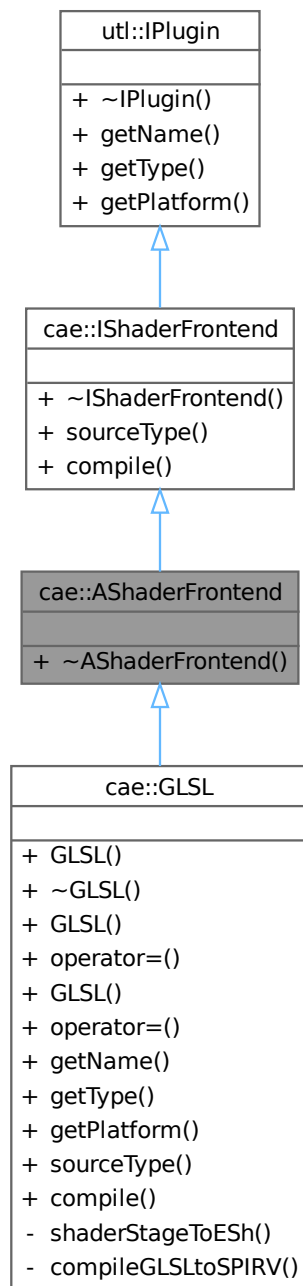 utl::IPlugin
+ ~IPlugin()
+ getName()
+ getType()
+ getPlatform()
cae::IShaderFrontend
+ ~IShaderFrontend()
+ sourceType()
+ compile()
cae::AShaderFrontend
+ ~AShaderFrontend()
cae::GLSL
+ GLSL()
+ ~GLSL()
+ GLSL()
+ operator=()
+ GLSL()
+ operator=()
+ getName()
+ getType()
+ getPlatform()
+ sourceType()
+ compile()
- shaderStageToESh()
- compileGLSLtoSPIRV()